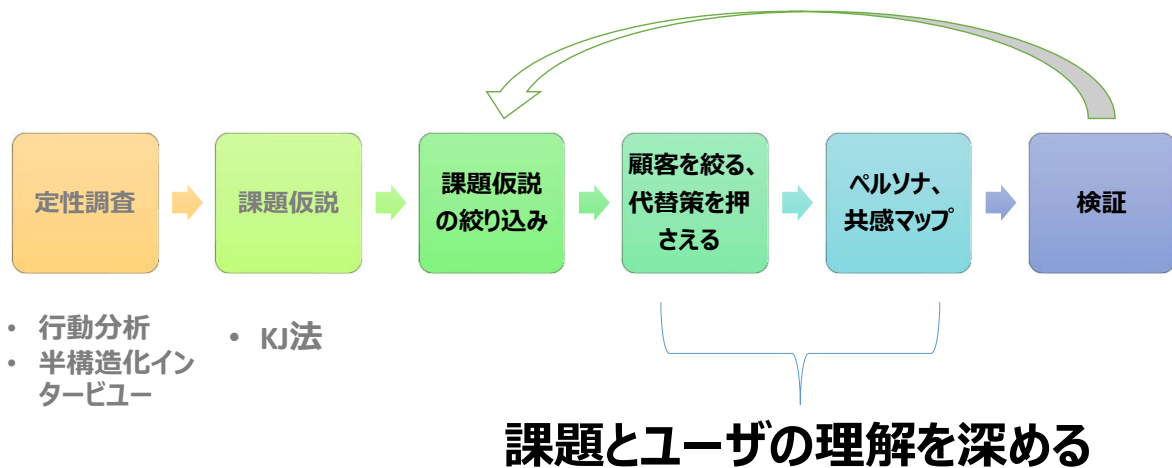 定性調査
課題仮説
課題仮説
の絞り込み
顧客を絞る、
代替策を押
さえる
ペルソナ、
共感マップ
検証
• 行動分析
• 半構造化イン
タービユー
• KJ法
課題とユーザの理解を深める